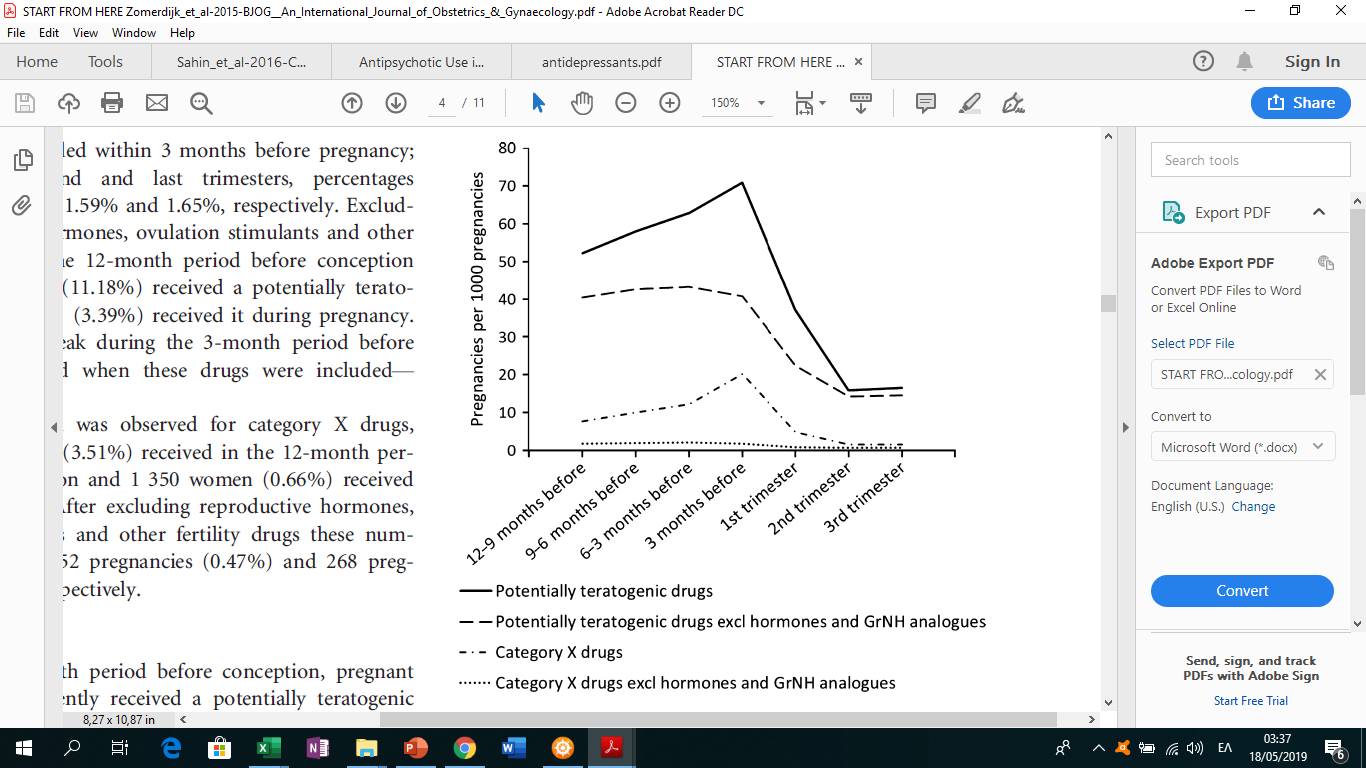 START FROM HERE Zomerdijk_et_al-2015-BJOG__An_International_Journal_of_Obstetrics_&_Gynaecology.pdf - Adobe Acrobat Reader DC
File Edit View Window Help
Home Tools Sahin_et_al-2016-C... Antipsychotic Use i... antidepressants.pdf START FROM HERE ... ×
? Sign In
4 / 11 150% Share
led within 3 months before pregnancy;
nd and last trimesters, percentages
1.59% and 1.65%, respectively. Exclud-
rmones, ovulation stimulants and other
e 12-month period before conception
(11.18%) received a potentially terato-
(3.39%) received it during pregnancy.
eak during the 3-month period before
d when these drugs were included—
was observed for category X drugs,
(3.51%) received in the 12-month per-
on and 1 350 women (0.66%) received
After excluding reproductive hormones,
s and other fertility drugs these num-
52 pregnancies (0.47%) and 268 preg-
pectively.
th period before conception, pregnant
ently received a potentially teratogenic
8,27 x 10,87 in
Pregnancies per 1000 pregnancies
80
70
60
50
40
30
20
10
0
12–9 months before
9–6 months before
6–3 months before
3 months before
1st trimester
2nd trimester
3rd trimester
Potentially teratogenic drugs
Potentially teratogenic drugs excl hormones and GrNH analogues
Category X drugs
Category X drugs excl hormones and GrNH analogues
Search tools
Export PDF
Adobe Export PDF
Convert PDF Files to Word
or Excel Online
Select PDF File
START FRO...cology.pdf
Convert to
Microsoft Word (*.docx)
Document Language:
English (U.S.) Change
Convert
Send, sign, and track
PDFs with Adobe Sign
Start Free Trial
ΕΛ
03:37
18/05/2019
6